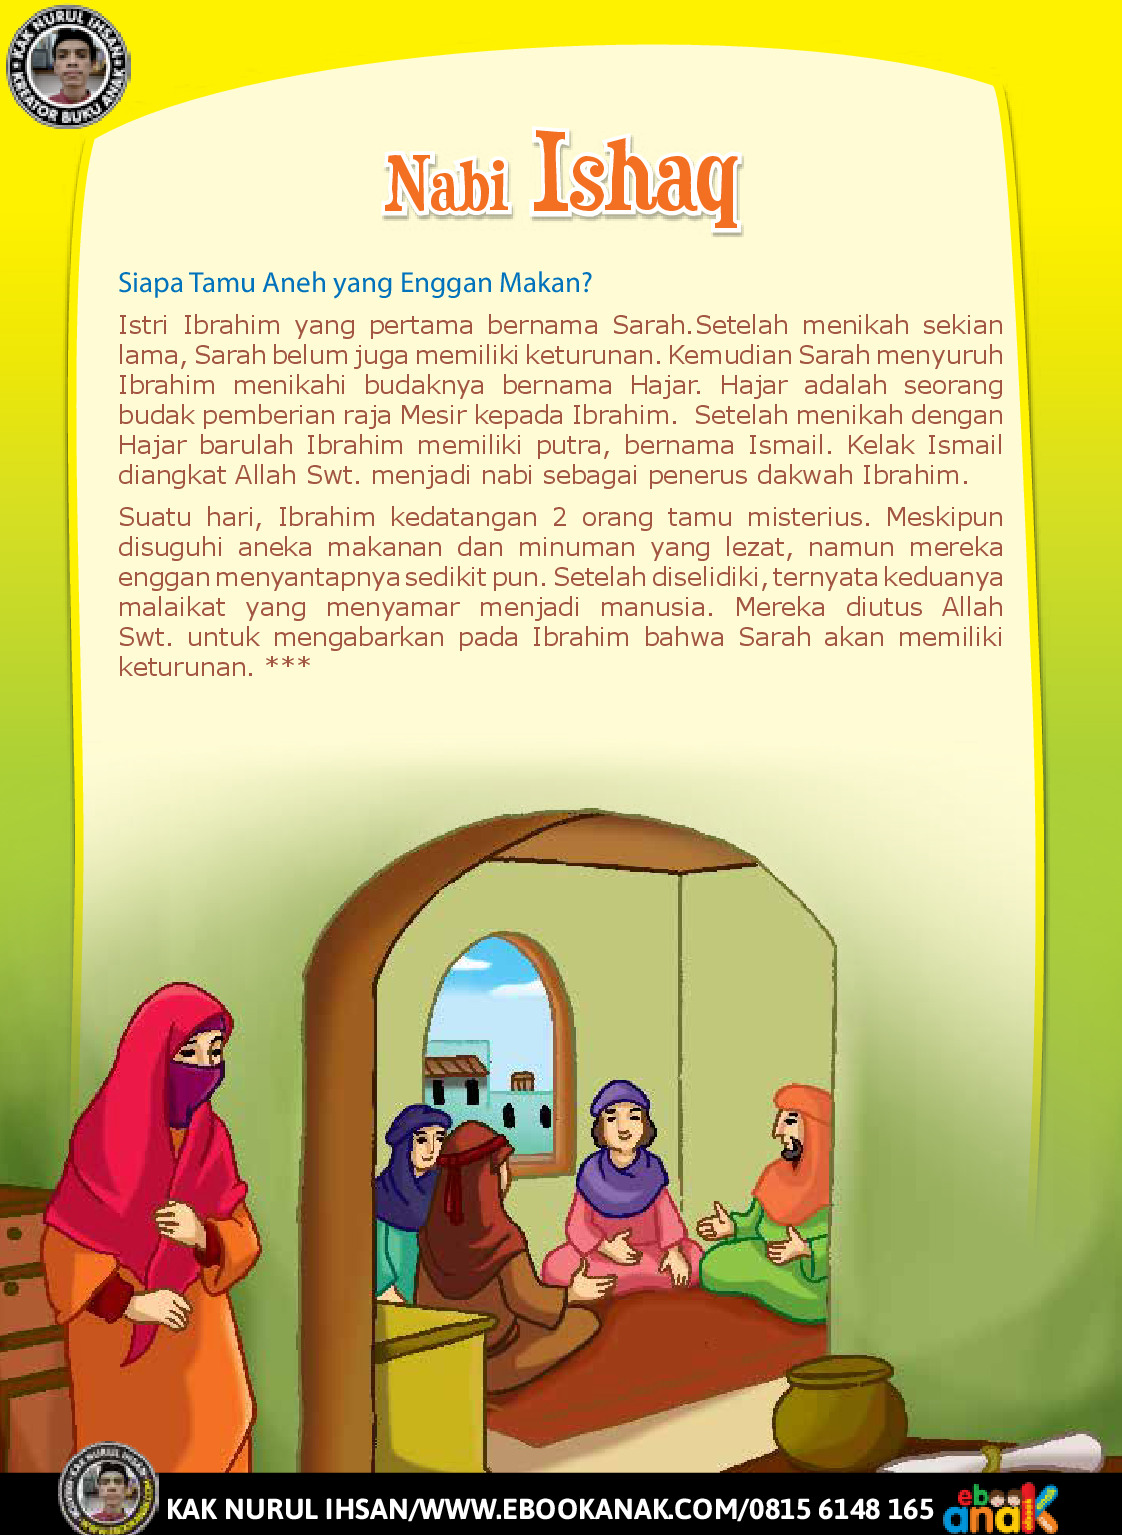 KAK NURUL IHSAN
KREATOR BUKU ANAK
Nabi Ishaq
Siapa Tamu Aneh yang Enggan Makan?
Istri Ibrahim yang pertama bernama Sarah.Setelah menikah sekian
lama, Sarah belum juga memiliki keturunan. Kemudian Sarah menyuruh
Ibrahim menikahi budaknya bernama Hajar. Hajar adalah seorang
budak pemberian raja Mesir kepada Ibrahim. Setelah menikah dengan
Hajar barulah Ibrahim memiliki putra, bernama Ismail. Kelak Ismail
diangkat Allah Swt. menjadi nabi sebagai penerus dakwah Ibrahim.
Suatu hari, Ibrahim kedatangan 2 orang tamu misterius. Meskipun
disuguhi aneka makanan dan minuman yang lezat, namun mereka
enggan menyantapnya sedikit pun. Setelah diselidiki, ternyata keduanya
malaikat yang menyamar menjadi manusia. Mereka diutus Allah
Swt. untuk mengabarkan pada Ibrahim bahwa Sarah akan memiliki
keturunan. ***
KAK NURUL IHSAN/WWW.EBOOKANAK.COM/0815 6148 165
ebook
anak